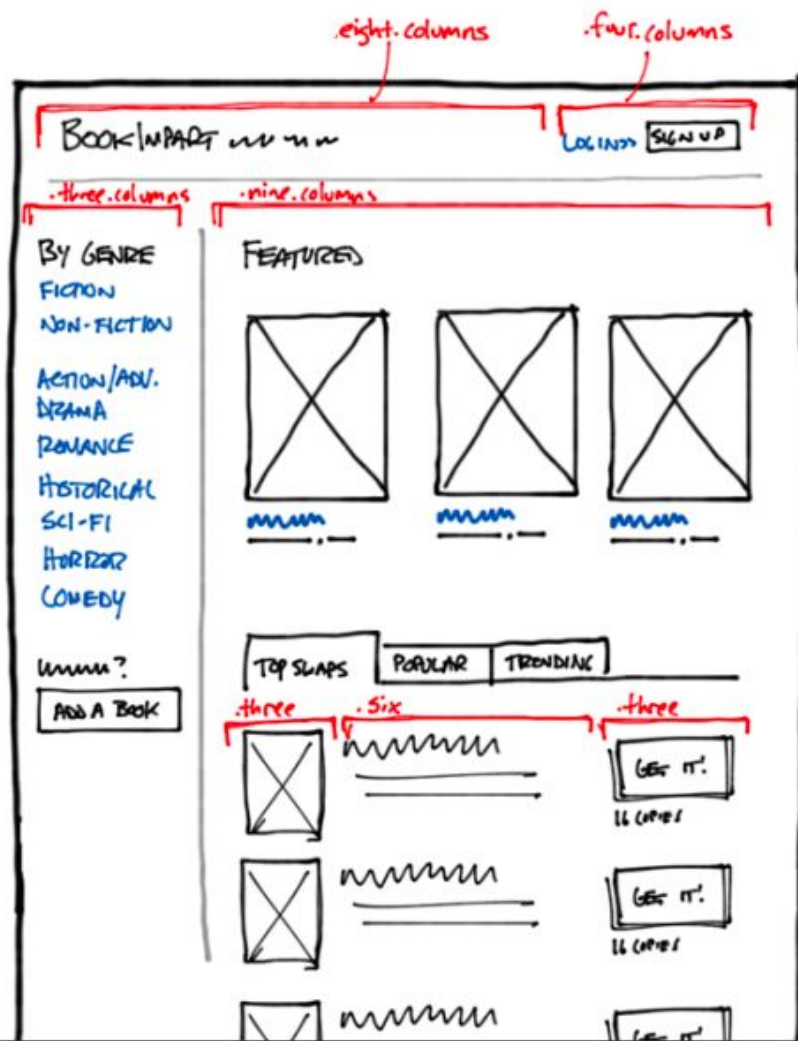 .eight.columns .four.columns
BOOKIMPART LOGIN>> SIGN UP
.three.columns .nine.columns
BY GENRE
FICTION
NON-FICTION
ACTION/ADV.
DRAMA
ROMANCE
HISTORICAL
SCI-FI
HORROR
COMEDY
?
ADD A BOOK
FEATURED
TOP SWAPS POPULAR TRENDING
.three .six .three
GET IT!
16 COPIES
GET IT!
16 COPIES
GET IT!